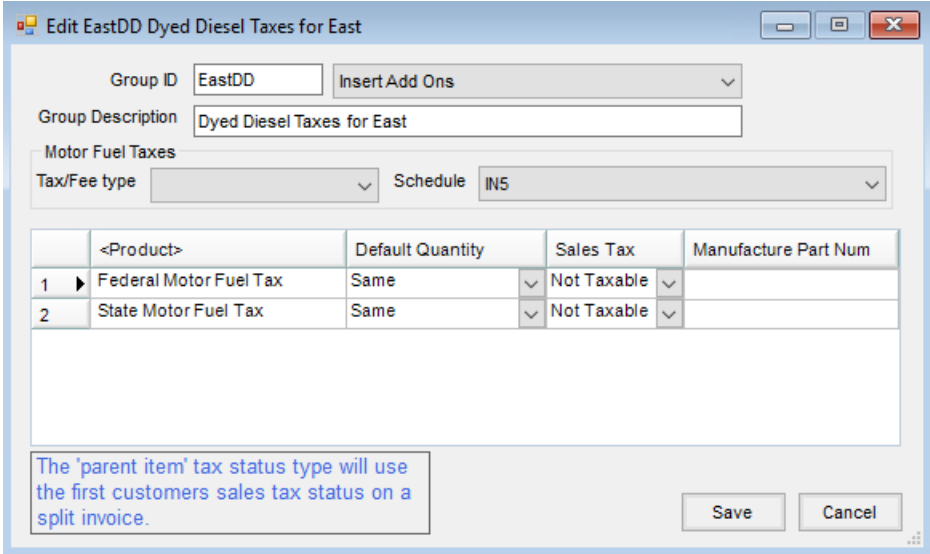 Edit EastDD Dyed Diesel Taxes for East
Group ID EastDD Insert Add Ons
Group Description Dyed Diesel Taxes for East
Motor Fuel Taxes
Tax/Fee type Schedule IN5
<Product> Default Quantity Sales Tax Manufacture Part Num
1 Federal Motor Fuel Tax Same Not Taxable
2 State Motor Fuel Tax Same Not Taxable
The 'parent item' tax status type will use
the first customers sales tax status on a
split invoice.
Save Cancel